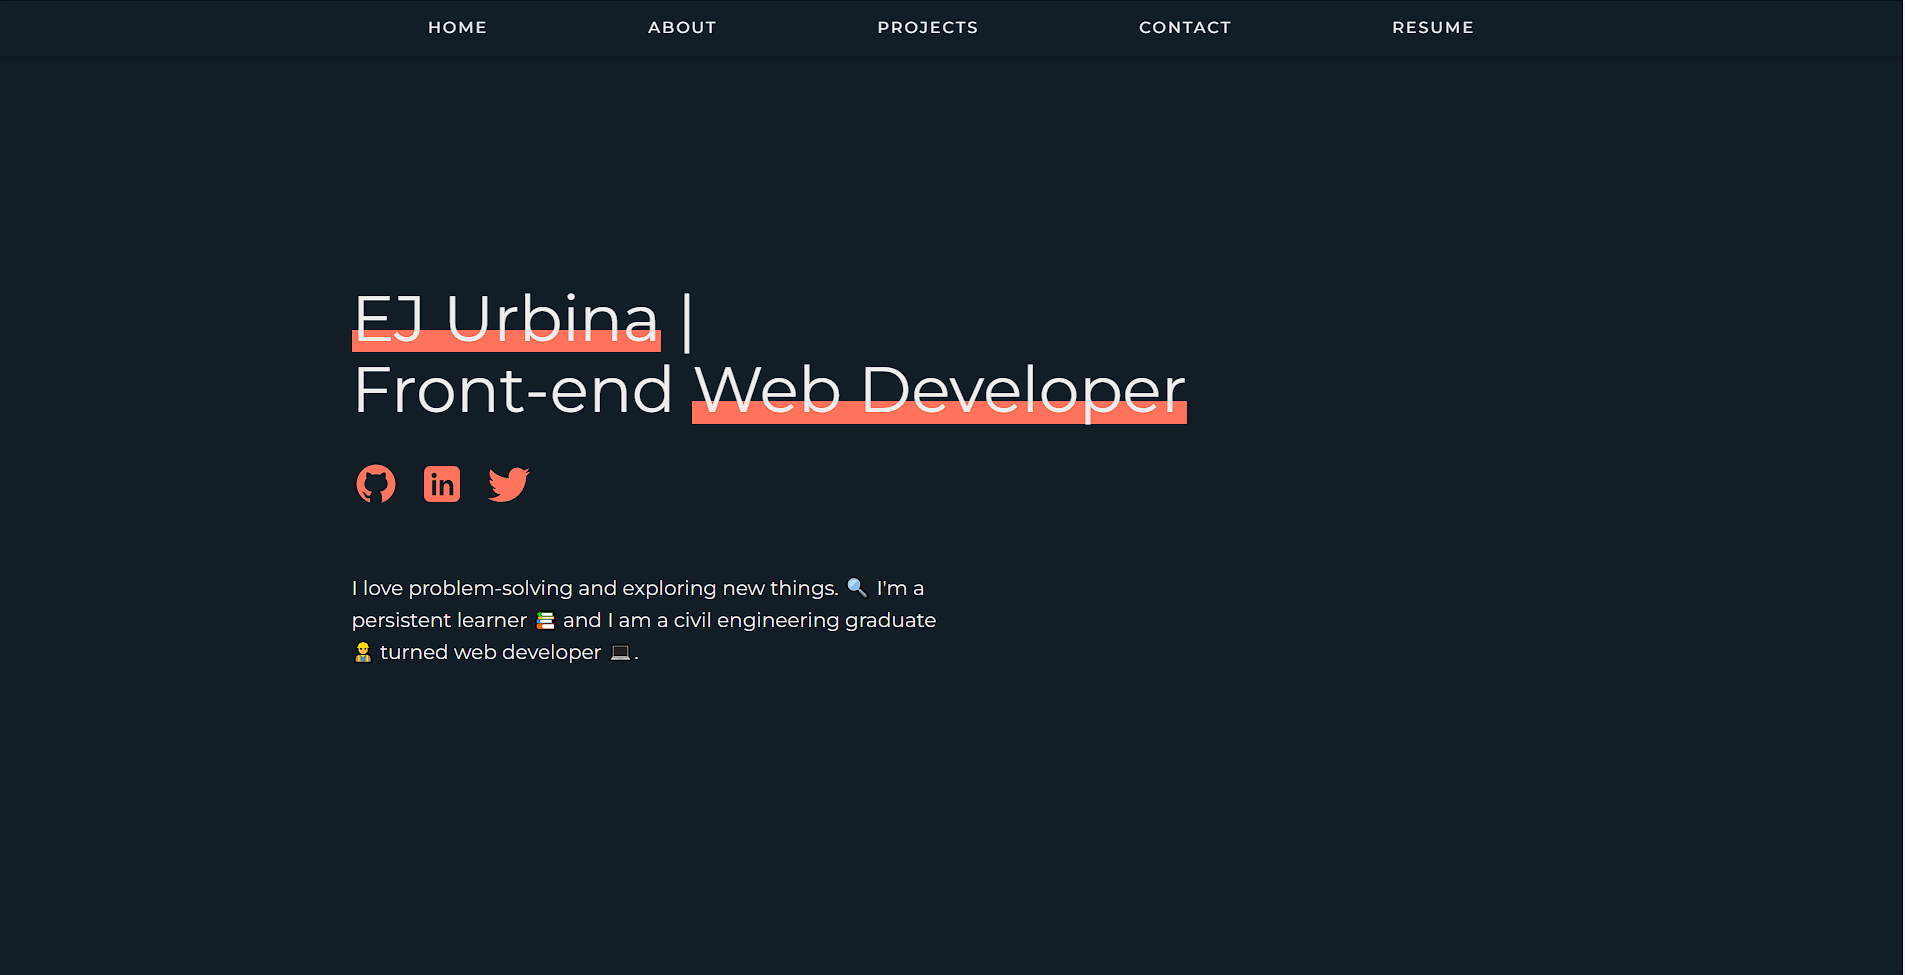 HOME ABOUT PROJECTS CONTACT RESUME
EJ Urbina |
Front-end Web Developer
in
I love problem-solving and exploring new things. 🔍 I'm a
persistent learner 📚 and I am a civil engineering graduate
👷 turned web developer 💻.